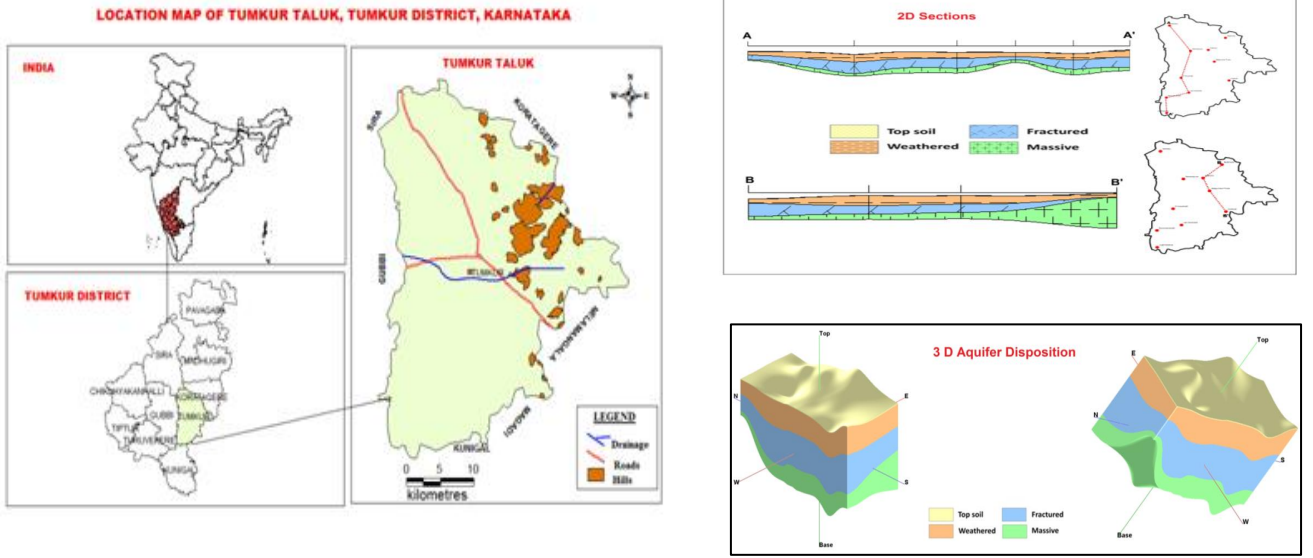 LOCATION MAP OF TUMKUR TALUK, TUMKUR DISTRICT, KARNATAKA
INDIA
TUMKUR DISTRICT
PAVAGADA
SIRA
MADHUGIRI
CHIKNAYAKANHALLI
KORATAGERE
GUBBI
TUMKUR
TIPTUR
TURUVEKERE
KUNIGAL
TUMKUR TALUK
N
W
E
S
SIRA
KORATAGERE
GUBBI
TUMKUR
NELAMANGALA
MAGADI
KUNIGAL
0 5 10
kilometres
LEGEND
Drainage
Roads
Hills
2D Sections
A
A'
Top soil
Fractured
Weathered
Massive
B
B'
3 D Aquifer Disposition
Top
N
E
W
S
Base
Top
E
N
S
W
Base
Top soil
Fractured
Weathered
Massive